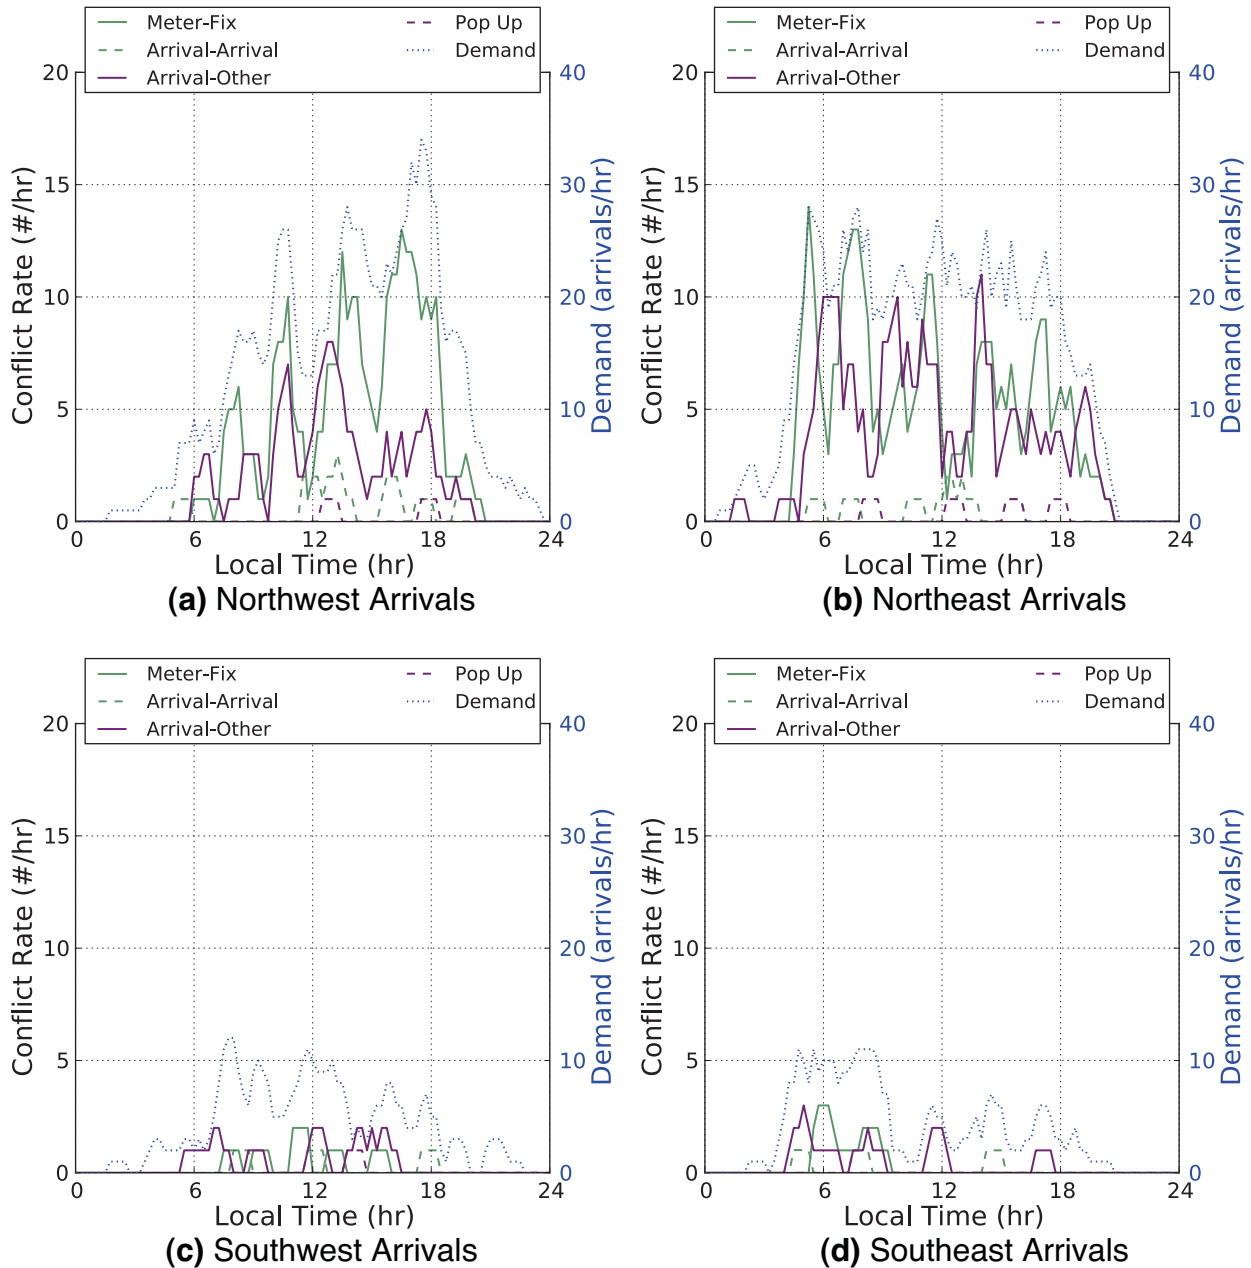 Meter-Fix
Arrival-Arrival
Arrival-Other
Pop Up
Demand
20
15
10
5
0
40
30
20
10
0
Conflict Rate (#/hr)
Demand (arrivals/hr)
0 6 12 18 24
Local Time (hr)
(a) Northwest Arrivals
Meter-Fix
Arrival-Arrival
Arrival-Other
Pop Up
Demand
20
15
10
5
0
40
30
20
10
0
Conflict Rate (#/hr)
Demand (arrivals/hr)
0 6 12 18 24
Local Time (hr)
(b) Northeast Arrivals
Meter-Fix
Arrival-Arrival
Arrival-Other
Pop Up
Demand
20
15
10
5
0
40
30
20
10
0
Conflict Rate (#/hr)
Demand (arrivals/hr)
0 6 12 18 24
Local Time (hr)
(c) Southwest Arrivals
Meter-Fix
Arrival-Arrival
Arrival-Other
Pop Up
Demand
20
15
10
5
0
40
30
20
10
0
Conflict Rate (#/hr)
Demand (arrivals/hr)
0 6 12 18 24
Local Time (hr)
(d) Southeast Arrivals